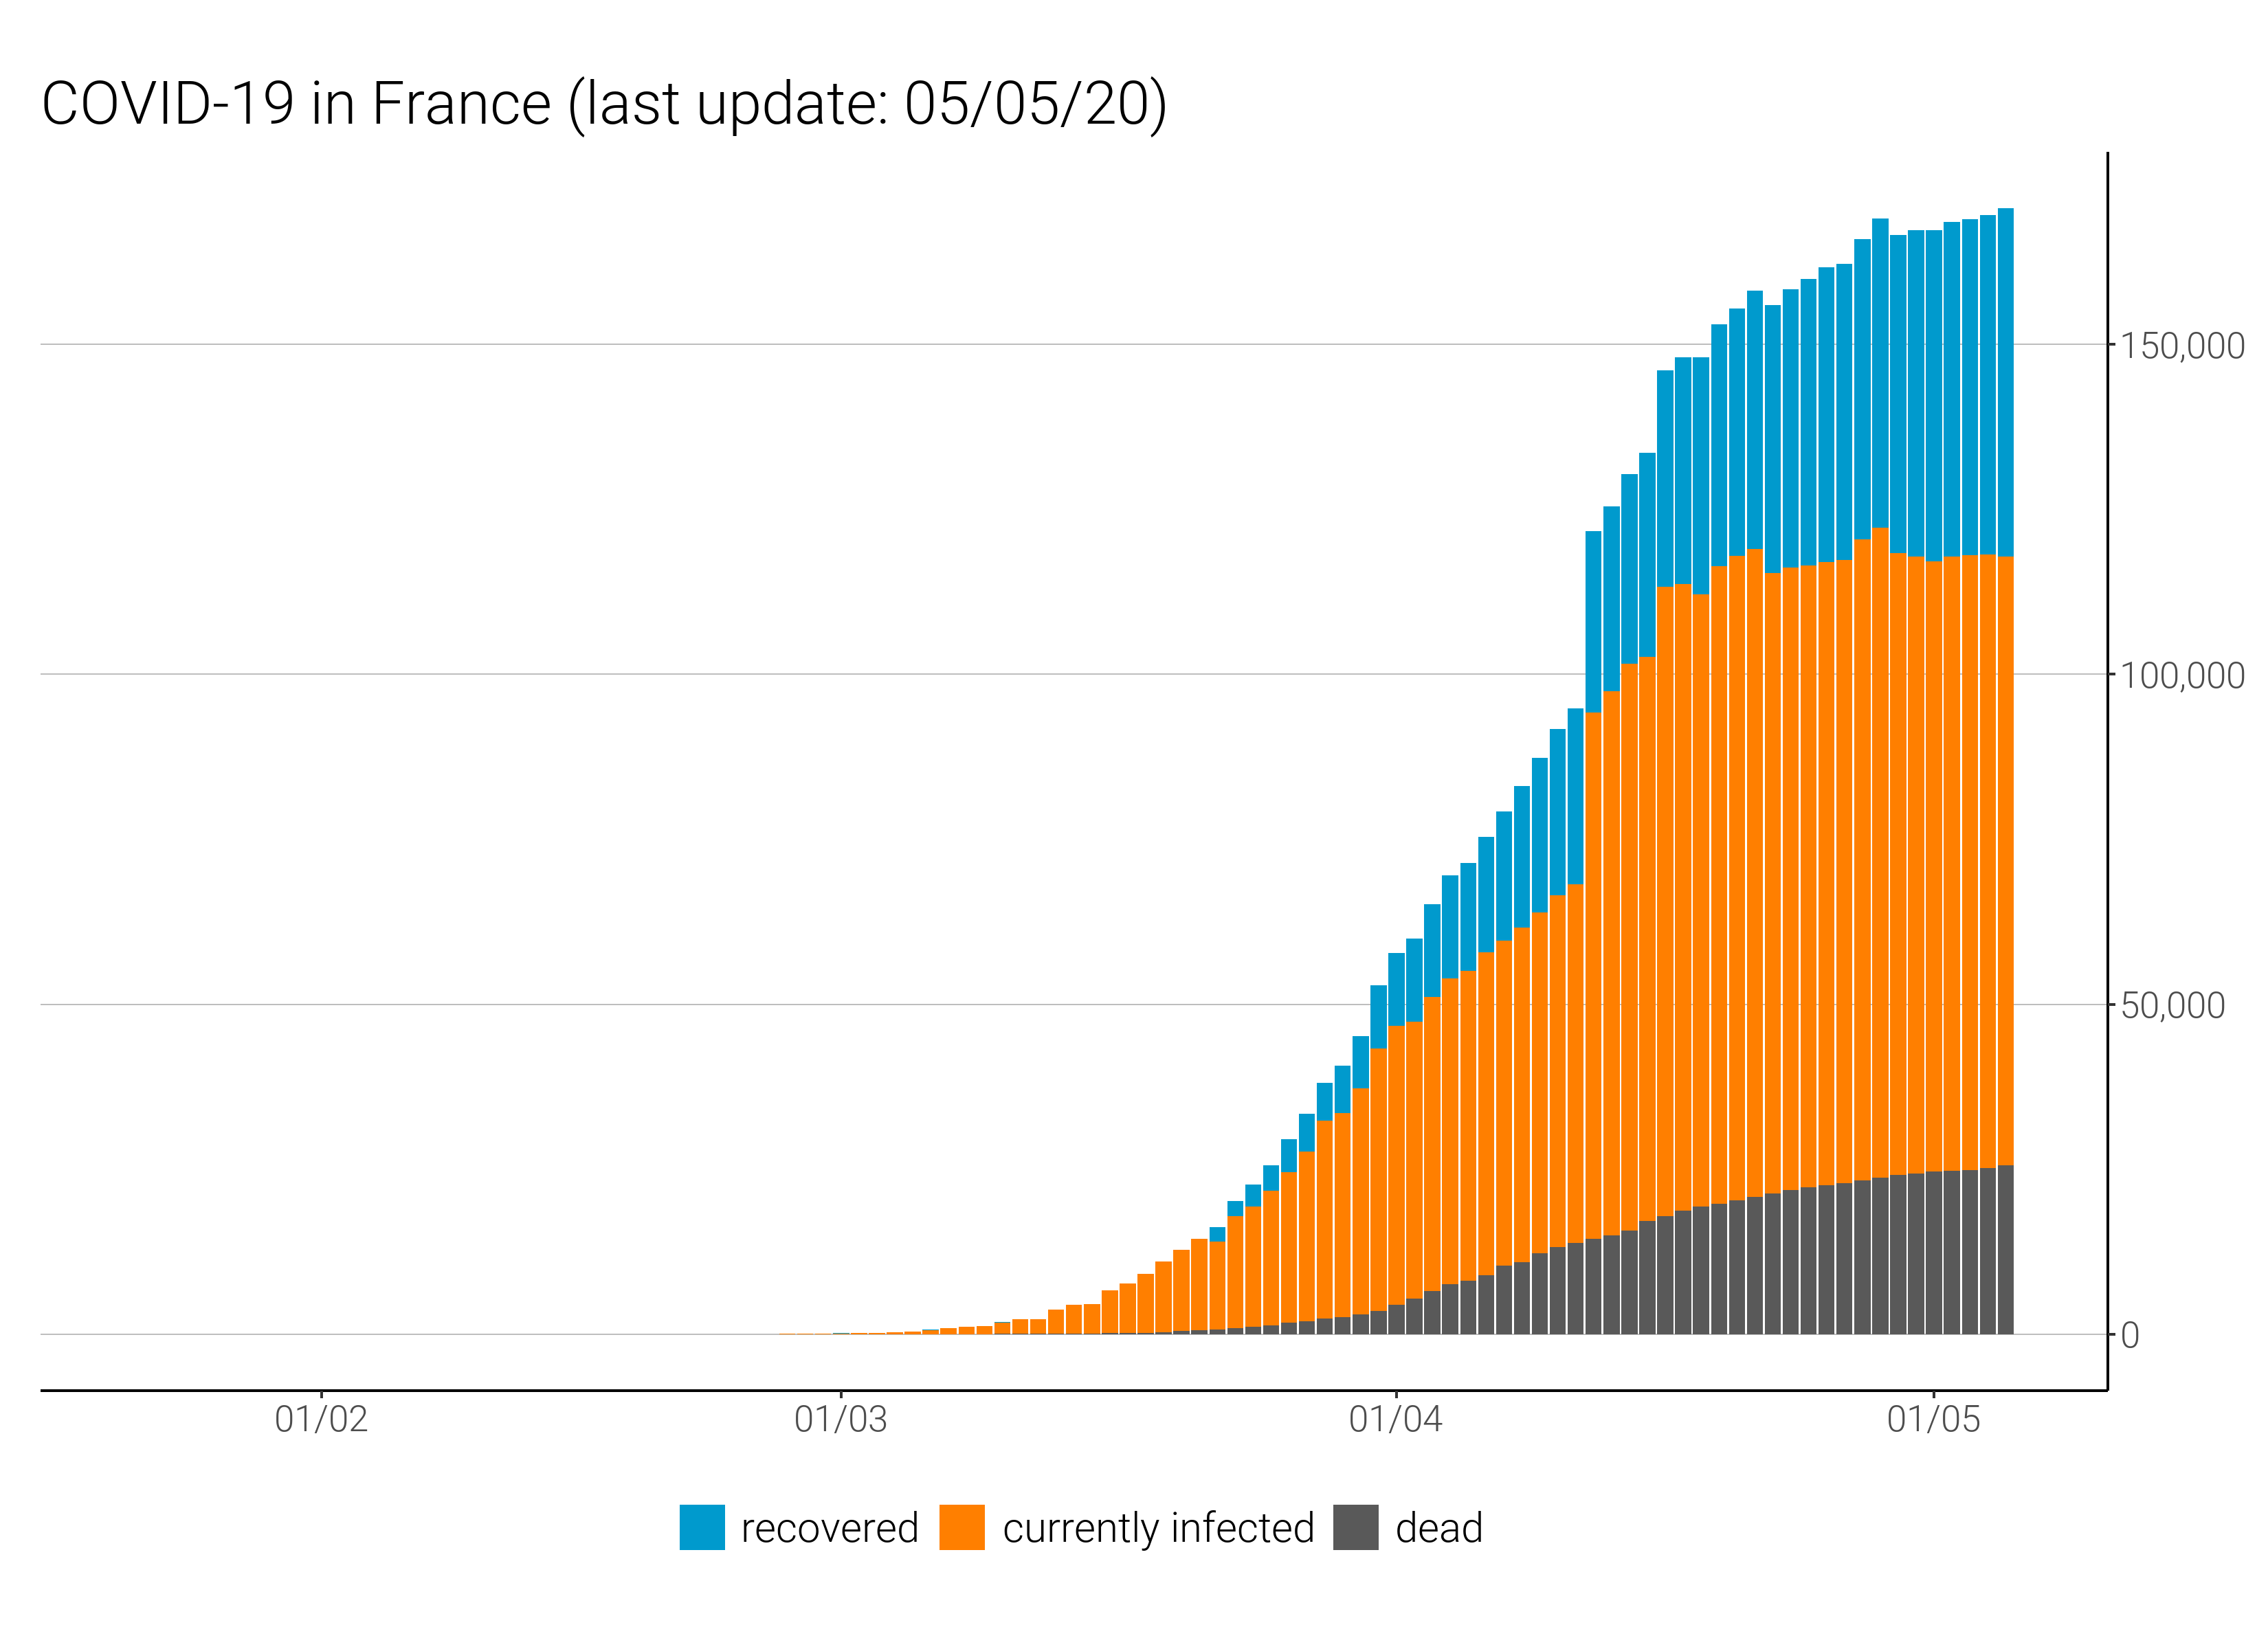 COVID-19 in France (last update: 05/05/20)
150,000
100,000
50,000
0
01/02 01/03 01/04 01/05
recovered currently infected dead